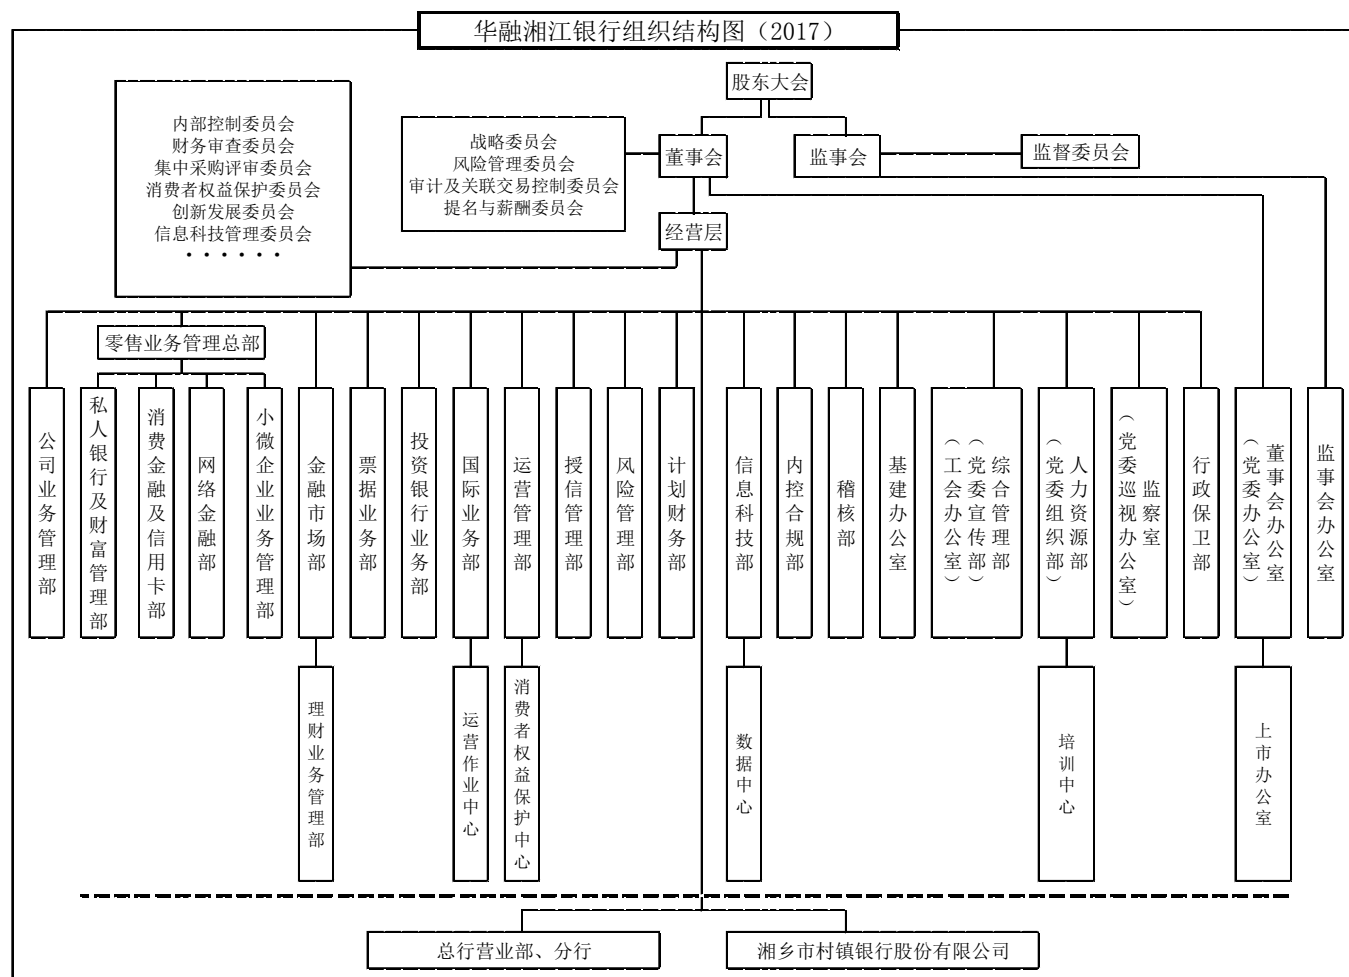 华融湘江银行组织结构图（2017）
股东大会
内部控制委员会
财务审查委员会
集中采购评审委员会
消费者权益保护委员会
创新发展委员会
信息科技管理委员会
······
战略委员会
风险管理委员会
审计及关联交易控制委员会
提名与薪酬委员会
董事会
监事会
监督委员会
经营层
零售业务管理总部
公司业务管理部
私人银行及财富管理部
消费金融及信用卡部
网络金融部
小微企业业务管理部
金融市场部
票据业务部
投资银行业务部
国际业务部
运营管理部
授信管理部
风险管理部
计划财务部
信息科技部
内控合规部
稽核部
基建办公室
综合管理部
（党委宣传部）
（工会办公室）
人力资源部
（党委组织部）
监察室
（党委巡视办公室）
行政保卫部
董事会办公室
（党委办公室）
监事会办公室
理财业务管理部
运营作业中心
消费者权益保护中心
数据中心
培训中心
上市办公室
总行营业部、分行
湘乡市村镇银行股份有限公司